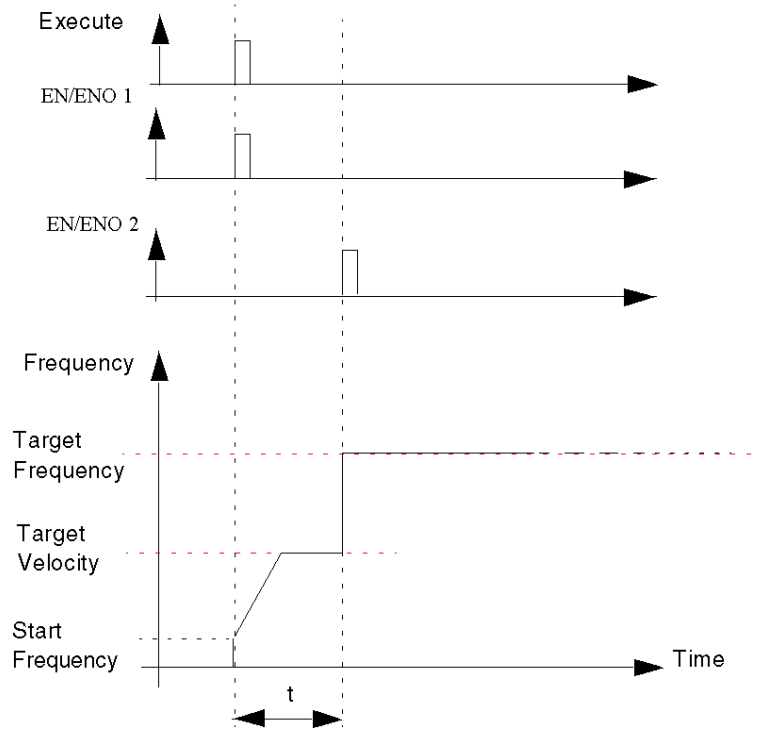 Execute
EN/ENO 1
EN/ENO 2
Frequency
Target
Frequency
Target
Velocity
Start
Frequency
Time
t